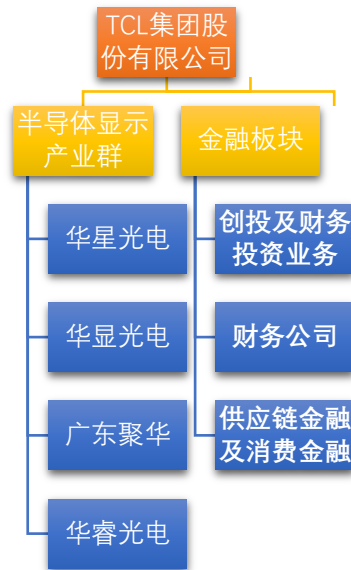 TCL集团股
份有限公司
半导体显示
产业群
金融板块
华星光电
创投及财务
投资业务
华显光电
财务公司
广东聚华
供应链金融
及消费金融
华睿光电